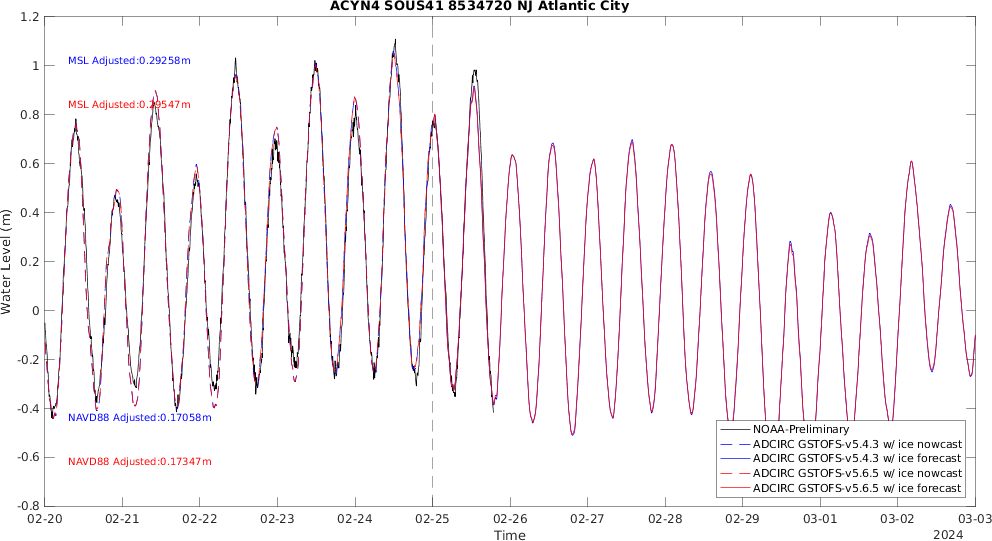 ACYN4 SOUS41 8534720 NJ Atlantic City
1.2
1
0.8
0.6
0.4
0.2
0
-0.2
-0.4
-0.6
-0.8
Water Level (m)
MSL Adjusted:0.29258m
MSL Adjusted:0.29547m
NAVD88 Adjusted:0.17058m
NAVD88 Adjusted:0.17347m
NOAA-Preliminary
ADCIRC GSTOFS-v5.4.3 w/ ice nowcast
ADCIRC GSTOFS-v5.4.3 w/ ice forecast
ADCIRC GSTOFS-v5.6.5 w/ ice nowcast
ADCIRC GSTOFS-v5.6.5 w/ ice forecast
02-20 02-21 02-22 02-23 02-24 02-25 02-26 02-27 02-28 02-29 03-01 03-02 03-03
Time
2024